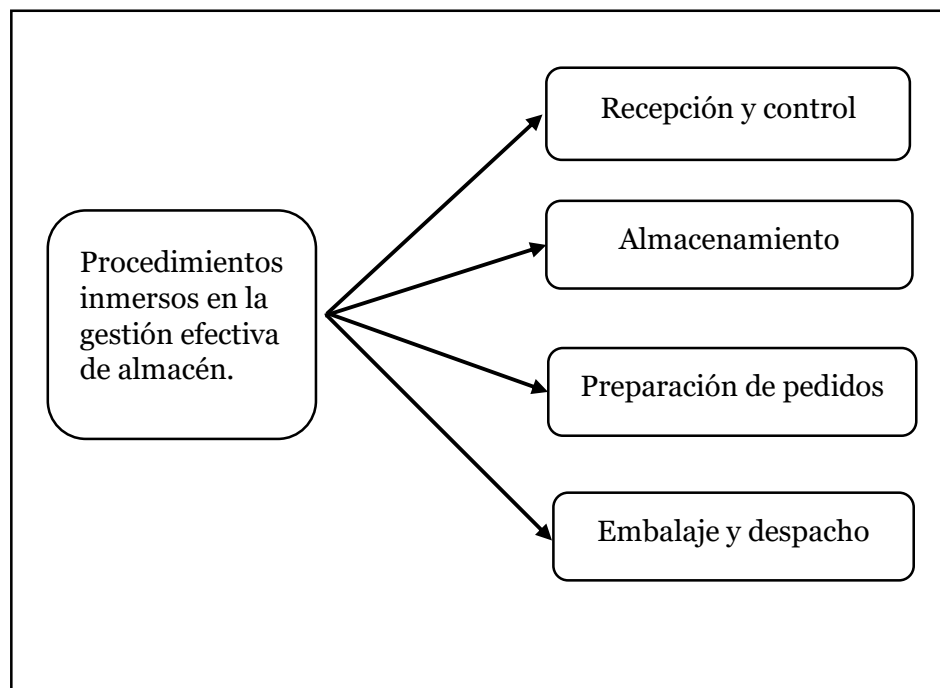 Procedimientos
inmersos en la
gestión efectiva
de almacén.
Recepción y control
Almacenamiento
Preparación de pedidos
Embalaje y despacho